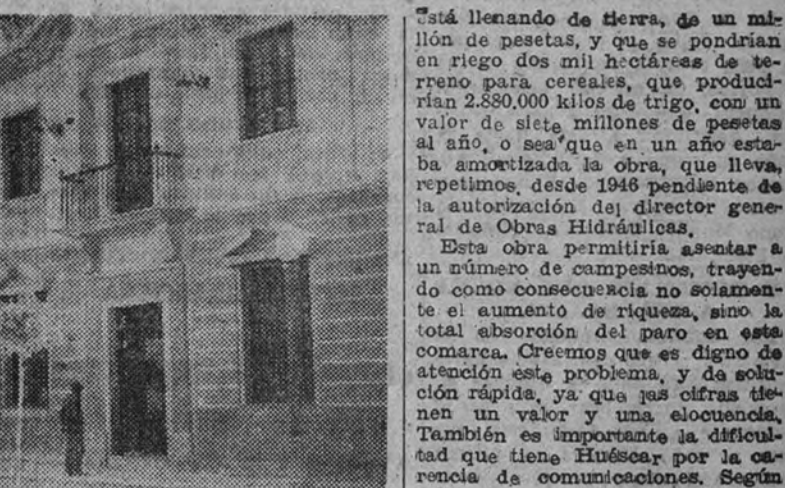 está llenando de tierra, de un mi-
llón de pesetas, y que se pondrían
en riego dos mil hectáreas de te-
rreno para cereales, que produci-
rían 2.880.000 kilos de trigo, con un
valor de siete millones de pesetas
al año, o sea que en un año esta-
ba amortizada la obra, que lleva,
repetimos, desde 1946 pendiente de
la autorización del director gene-
ral de Obras Hidráulicas.
Esta obra permitiría asentar a
un número de campesinos, trayen-
do como consecuencia no solamen-
te el aumento de riqueza, sino la
total absorción del paro en esta
comarca. Creemos que es digno de
atención este problema, y de solu-
ción rápida, ya que las cifras tie-
nen un valor y una elocuencia.
También es importante la dificul-
tad que tiene Huéscar por la ca-
rencia de comunicaciones. Según